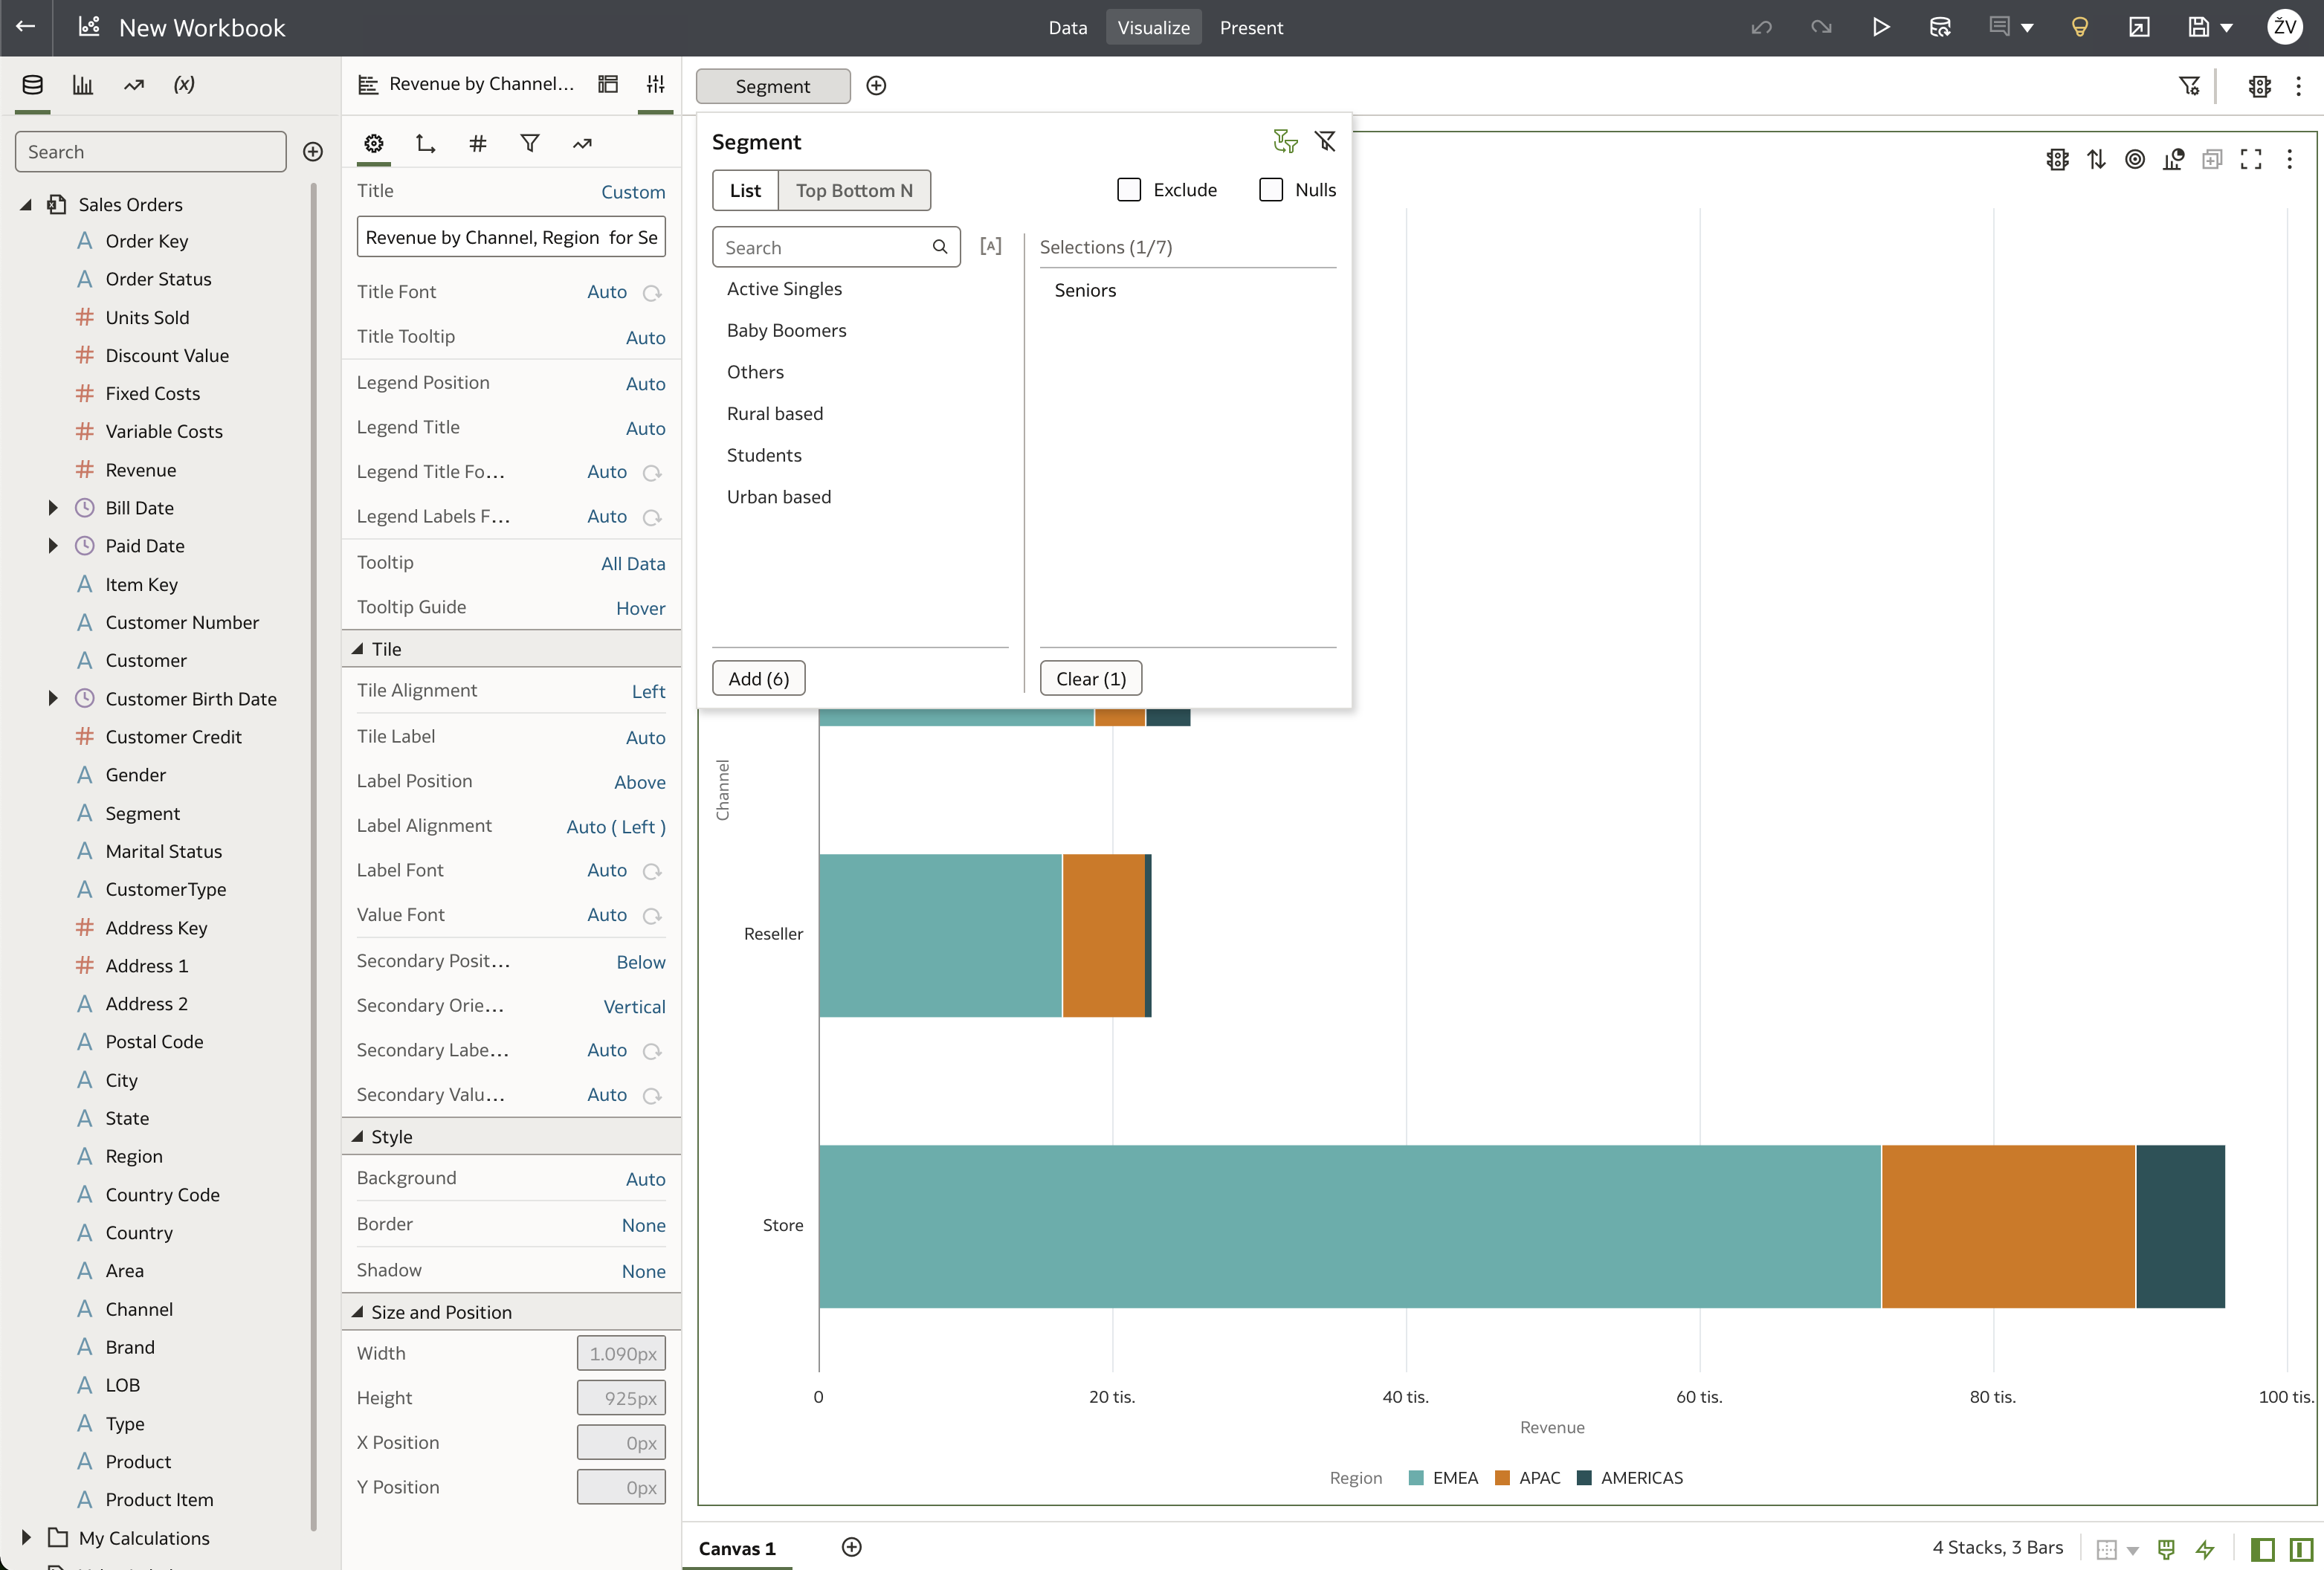 New Workbook
Data
Visualize
Present
ŽV
(x)
Search
Sales Orders
A Order Key
A Order Status
# Units Sold
# Discount Value
# Fixed Costs
# Variable Costs
# Revenue
Bill Date
Paid Date
A Item Key
A Customer Number
A Customer
Customer Birth Date
# Customer Credit
A Gender
A Segment
A Marital Status
A CustomerType
# Address Key
# Address 1
A Address 2
A Postal Code
A City
A State
A Region
A Country Code
A Country
A Area
A Channel
A Brand
A LOB
A Type
A Product
A Product Item
My Calculations
Revenue by Channel...
#
Title Custom
Revenue by Channel, Region for Se
Title Font Auto
Title Tooltip Auto
Legend Position Auto
Legend Title Auto
Legend Title Fo... Auto
Legend Labels F... Auto
Tooltip All Data
Tooltip Guide Hover
Tile
Tile Alignment Left
Tile Label Auto
Label Position Above
Label Alignment Auto ( Left )
Label Font Auto
Value Font Auto
Secondary Posit... Below
Secondary Orie... Vertical
Secondary Labe... Auto
Secondary Valu... Auto
Style
Background Auto
Border None
Shadow None
Size and Position
Width 1.090px
Height 925px
X Position 0px
Y Position 0px
Segment
Segment
List
Top Bottom N
Exclude
Nulls
Search
[A]
Selections (1/7)
Active Singles
Baby Boomers
Others
Rural based
Students
Urban based
Seniors
Add (6)
Clear (1)
Channel
Reseller
Store
0
20 tis.
40 tis.
60 tis.
80 tis.
100 tis.
Revenue
Region
EMEA
APAC
AMERICAS
Canvas 1
4 Stacks, 3 Bars